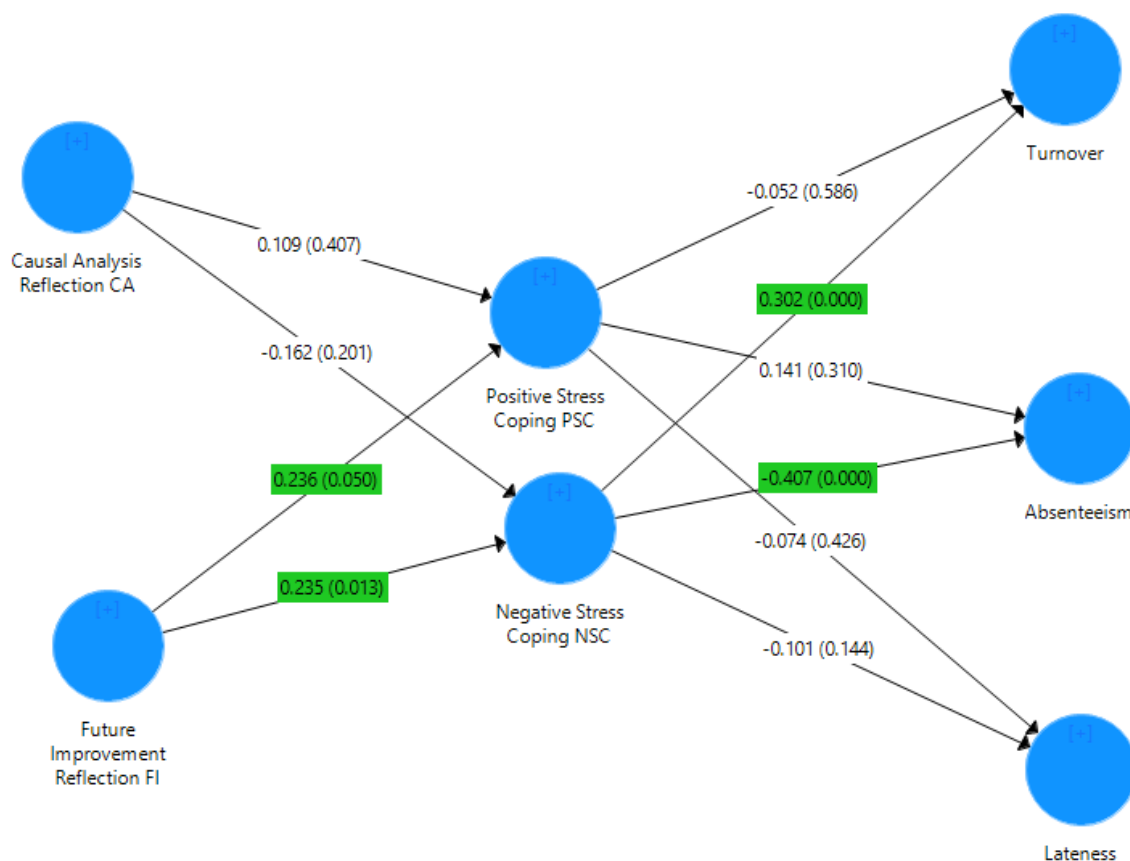 [+]
Turnover
[+]
Causal Analysis
Reflection CA
-0.052 (0.586)
0.109 (0.407)
[+]
Positive Stress
Coping PSC
0.302 (0.000)
-0.162 (0.201)
0.141 (0.310)
[+]
Absenteeism
0.236 (0.050)
-0.407 (0.000)
[+]
Negative Stress
Coping NSC
-0.074 (0.426)
0.235 (0.013)
[+]
Future
Improvement
Reflection FI
-0.101 (0.144)
[+]
Lateness